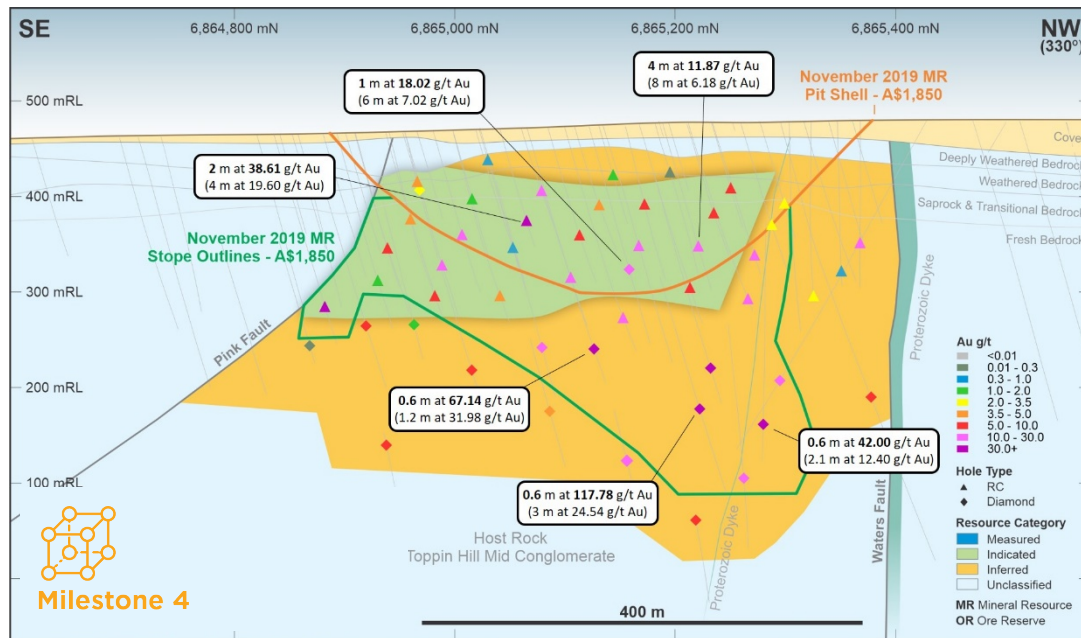 SE
6,864,800 mN
6,865,000 mN
6,865,200 mN
6,865,400 mN
NW
(330°)
4 m at 11.87 g/t Au
(8 m at 6.18 g/t Au)
November 2019 MR
Pit Shell - A$1,850
1 m at 18.02 g/t Au
(6 m at 7.02 g/t Au)
500 mRL
Cove
2 m at 38.61 g/t Au
(4 m at 19.60 g/t Au)
Deeply Weathered Bedrock
Weathered Bedrock
400 mRL
Saprock & Transitional Bedrock
November 2019 MR
Stope Outlines - A$1,850
Fresh Bedrock
300 mRL
Pink Fault
Proterozoic Dyke
Au g/t
<0.01
0.01 - 0.3
0.3 - 1.0
1.0 - 2.0
2.0 - 3.5
3.5 - 5.0
5.0 - 10.0
10.0 - 30.0
30.0+
200 mRL
0.6 m at 67.14 g/t Au
(1.2 m at 31.98 g/t Au)
0.6 m at 42.00 g/t Au
(2.1 m at 12.40 g/t Au)
100 mRL
0.6 m at 117.78 g/t Au
(3 m at 24.54 g/t Au)
Hole Type
RC
Diamond
Host Rock
Toppin Hill Mid Conglomerate
Proterozoic Dyke
Waters Fault
Resource Category
Measured
Indicated
Inferred
Unclassified
Milestone 4
400 m
MR Mineral Resource
OR Ore Reserve